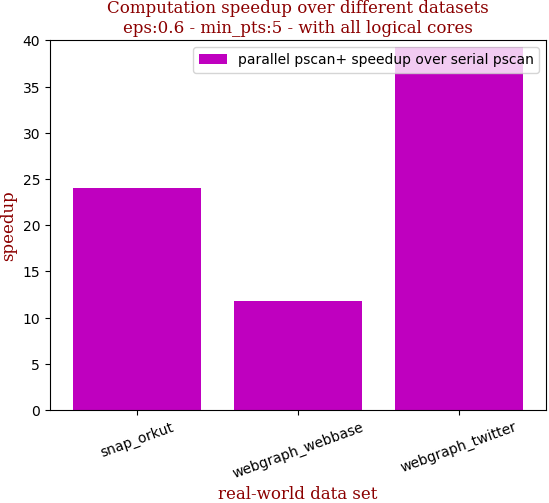 Computation speedup over different datasets
eps:0.6 - min_pts:5 - with all logical cores
parallel pscan+ speedup over serial pscan
speedup
40
35
30
25
20
15
10
5
0
snap_orkut
webgraph_webbase
webgraph_twitter
real-world data set